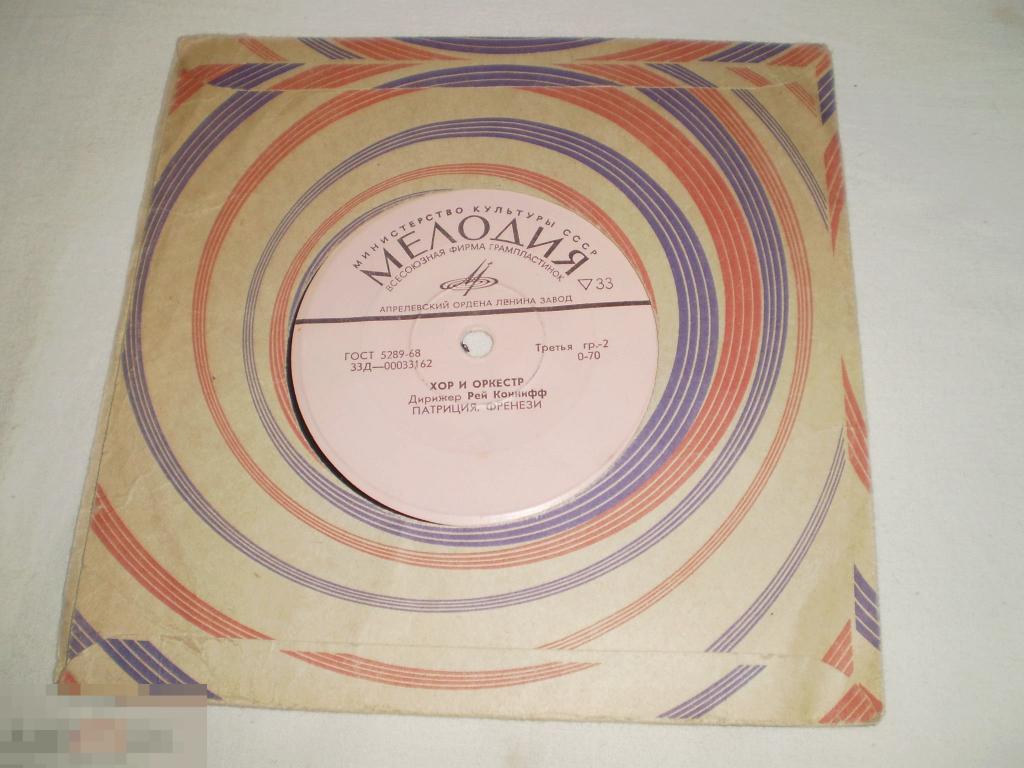 МИНИСТЕРСТВО КУЛЬТУРЫ СССР
МЕЛОДИЯ
ВСЕСОЮЗНАЯ ФИРМА ГРАМПЛАСТИНОК
▽33
АПРЕЛЕВСКИЙ ОРДЕНА ЛЕНИНА ЗАВОД
ГОСТ 5289-68
33Д—00033162
Третья гр.-2
0-70
ХОР И ОРКЕСТР
Дирижер Рей Коннифф
ПАТРИЦИЯ, ФРЕНЕЗИ